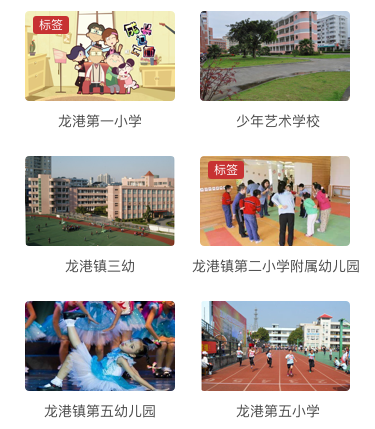 标签
龙港第一小学
少年艺术学校
标签
龙港镇三幼
龙港镇第二小学附属幼儿园
龙港镇第五幼儿园
龙港第五小学